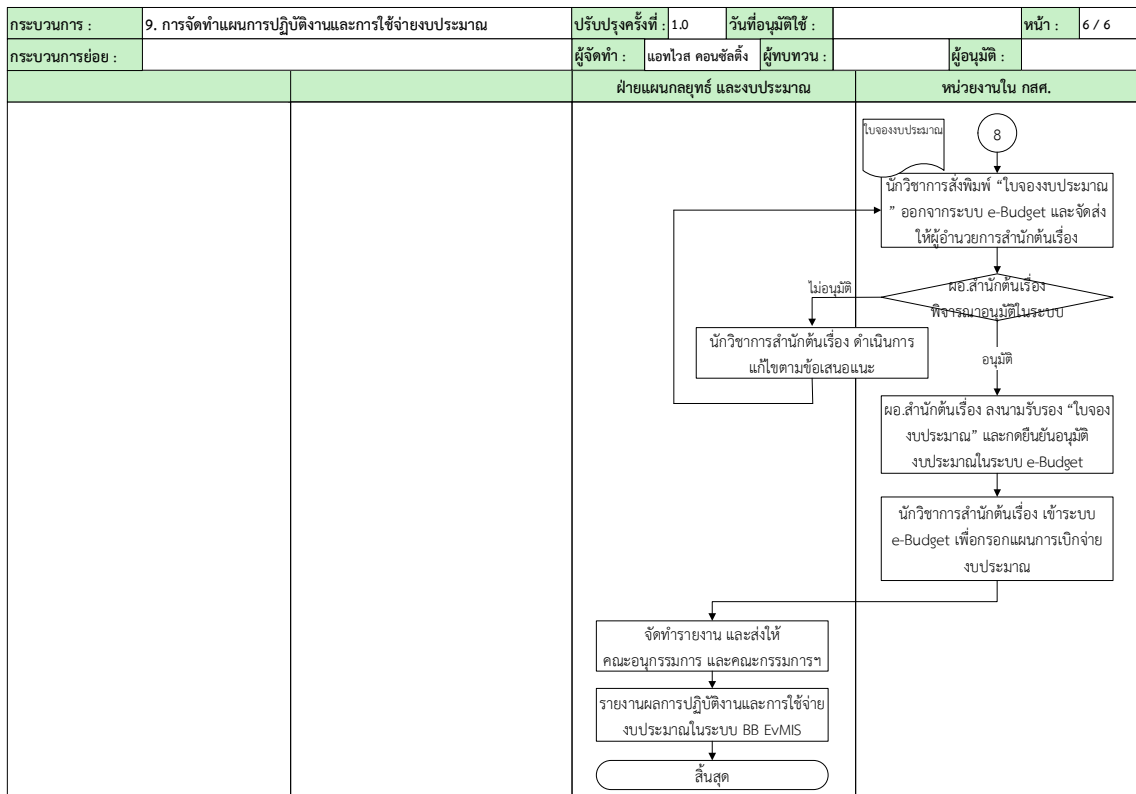 กระบวนการ : 9. การจัดทำแผนการปฏิบัติงานและการใช้จ่ายงบประมาณ ปรับปรุงครั้งที่ : 1.0 วันที่อนุมัติใช้ : หน้า : 6 / 6
กระบวนการย่อย : ผู้จัดทำ : แอทไวส คอนซัลติ้ง ผู้ทบทวน : ผู้อนุมัติ :
ฝ่ายแผนกลยุทธ์ และงบประมาณ หน่วยงานใน กสศ.
ใบจองงบประมาณ
8
นักวิชาการสั่งพิมพ์ “ใบจองงบประมาณ
” ออกจากระบบ e-Budget และจัดส่ง
ให้ผู้อำนวยการสำนักต้นเรื่อง
ผอ.สำนักต้นเรื่อง
พิจารณาอนุมัติในระบบ
ไม่อนุมัติ
นักวิชาการสำนักต้นเรื่อง ดำเนินการ
แก้ไขตามข้อเสนอแนะ
อนุมัติ
ผอ.สำนักต้นเรื่อง ลงนามรับรอง “ใบจอง
งบประมาณ” และกดยืนยันอนุมัติ
งบประมาณในระบบ e-Budget
นักวิชาการสำนักต้นเรื่อง เข้าระบบ
e-Budget เพื่อกรอกแผนการเบิกจ่าย
งบประมาณ
จัดทำรายงาน และส่งให้
คณะอนุกรรมการ และคณะกรรมการฯ
รายงานผลการปฏิบัติงานและการใช้จ่าย
งบประมาณในระบบ BB EvMIS
สิ้นสุด